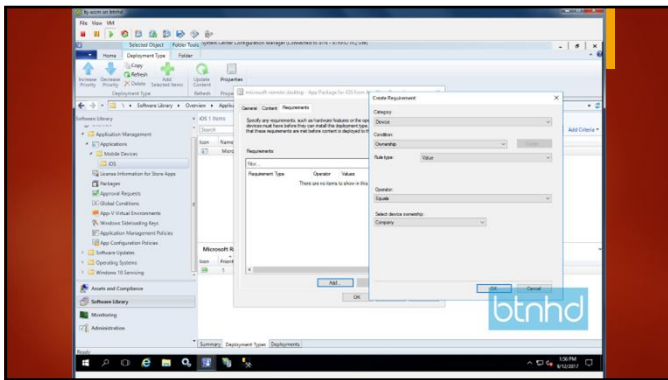 File View VM
Selected Object
Folder Tools
System Center Configuration Manager (Connected to
Home
Deployment Type
Folder
Increase Priority
Decrease Priority
Copy
Refresh
Delete
Add Selected Items
Update Content
Properties
Deployment Type
Software Library
Overview
Software Library
Application Management
Applications
Mobile Devices
iOS
License Information for Store Apps
Packages
Approval Requests
Global Conditions
App-V Virtual Environments
Windows Sideloading Keys
Application Management Policies
App Configuration Policies
Software Updates
Operating Systems
Windows 10 Servicing
Assets and Compliance
Software Library
Monitoring
Administration
Ready
iOS 1 items
Search
Add Criteria
Icon Name
General Content Requirements
Specify any requirements, such as hardware features or the
devices must have before they can install the deployment type
that these requirements are met before content is deployed to
Requirements:
Requirement Type Operator Values
There are no items to show in this
Add...
OK
Create Requirement
Category:
Device
Condition:
Ownership
Rule type:
Value
Operator:
Equals
Select device ownership:
Company
OK
Cancel
Summary Deployment Types Deployments
btnhd
1:56 PM
9/12/2017